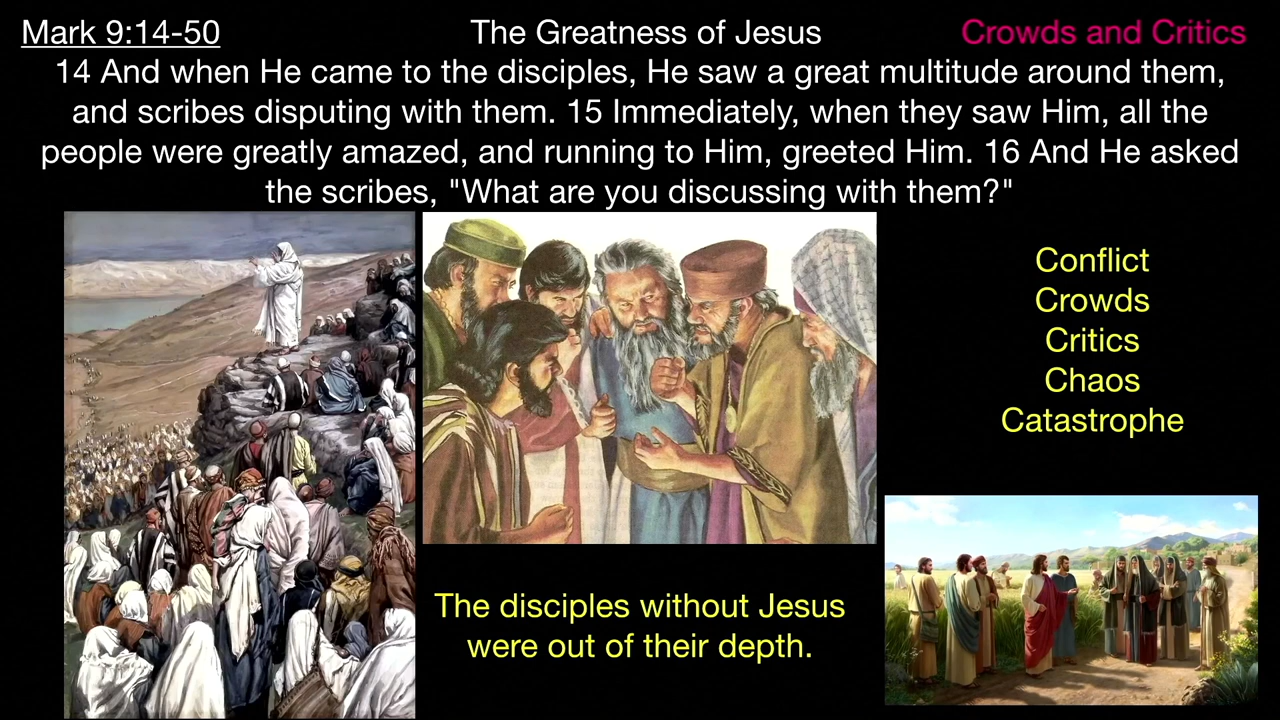 Mark 9:14-50
The Greatness of Jesus
Crowds and Critics
14 And when He came to the disciples, He saw a great multitude around them,
and scribes disputing with them. 15 Immediately, when they saw Him, all the
people were greatly amazed, and running to Him, greeted Him. 16 And He asked
the scribes, "What are you discussing with them?"
Conflict
Crowds
Critics
Chaos
Catastrophe
The disciples without Jesus
were out of their depth.